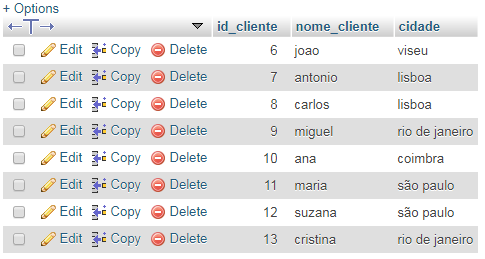 + Options
id_cliente nome_cliente cidade
Edit Copy Delete 6 joao viseu
Edit Copy Delete 7 antonio lisboa
Edit Copy Delete 8 carlos lisboa
Edit Copy Delete 9 miguel rio de janeiro
Edit Copy Delete 10 ana coimbra
Edit Copy Delete 11 maria são paulo
Edit Copy Delete 12 suzana são paulo
Edit Copy Delete 13 cristina rio de janeiro